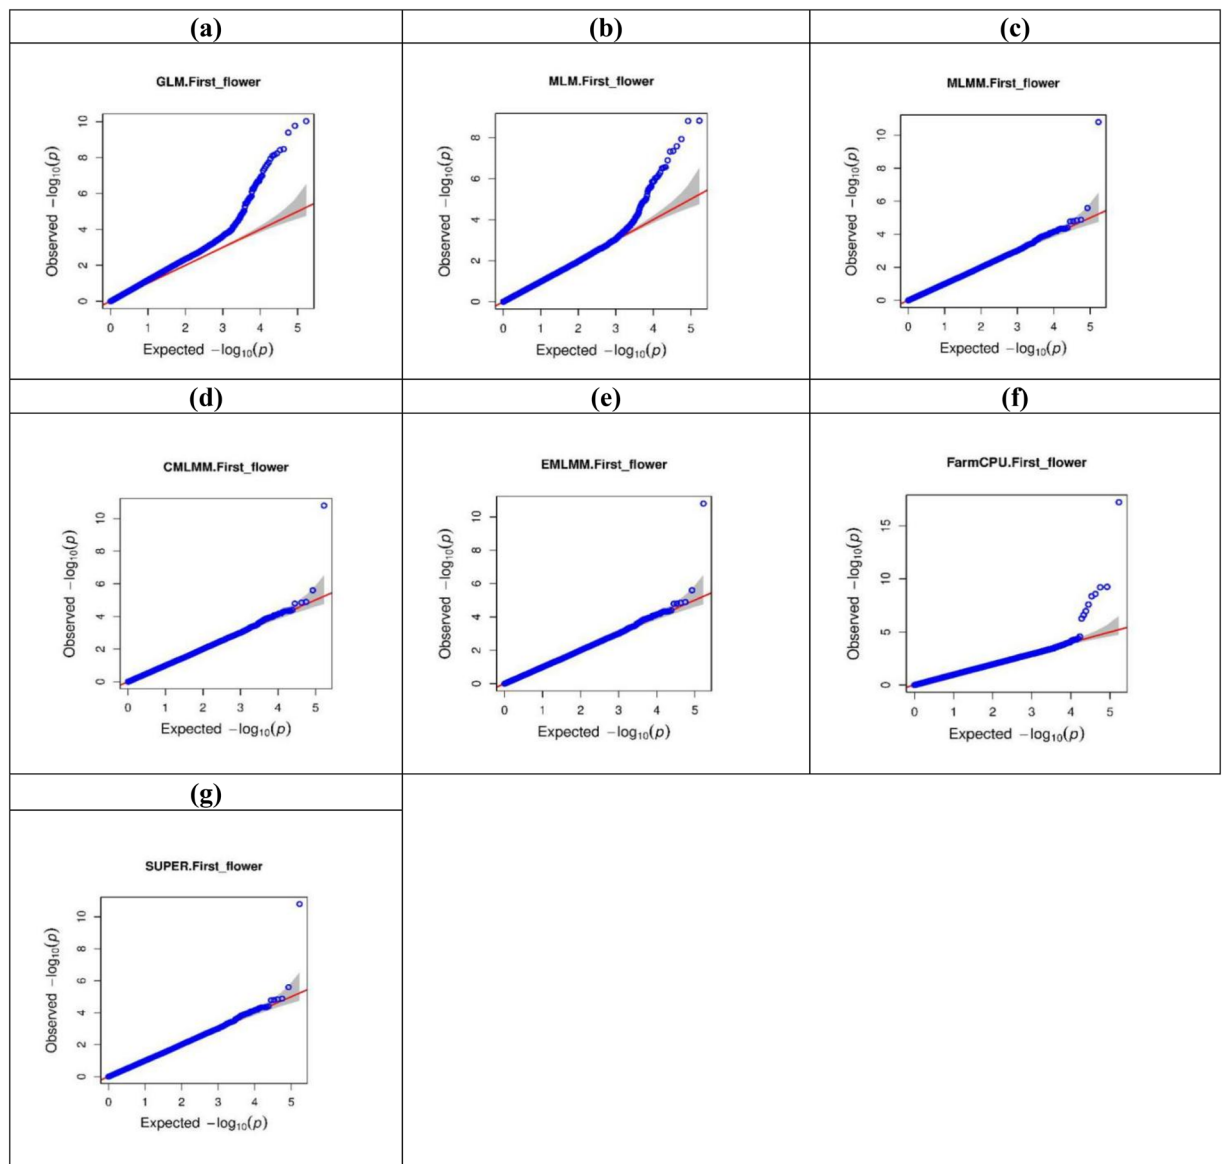 (a) (b) (c)
GLM.First_flower
Observed −log10(p)
0 2 4 6 8 10
0 1 2 3 4 5
Expected −log10(p)
MLM.First_flower
Observed −log10(p)
0 2 4 6 8
0 1 2 3 4 5
Expected −log10(p)
MLMM.First_flower
Observed −log10(p)
0 2 4 6 8 10
0 1 2 3 4 5
Expected −log10(p)
(d) (e) (f)
CMLMM.First_flower
Observed −log10(p)
0 2 4 6 8 10
0 1 2 3 4 5
Expected −log10(p)
EMLMM.First_flower
Observed −log10(p)
0 2 4 6 8 10
0 1 2 3 4 5
Expected −log10(p)
FarmCPU.First_flower
Observed −log10(p)
0 5 10 15
0 1 2 3 4 5
Expected −log10(p)
(g)
SUPER.First_flower
Observed −log10(p)
0 2 4 6 8 10
0 1 2 3 4 5
Expected −log10(p)